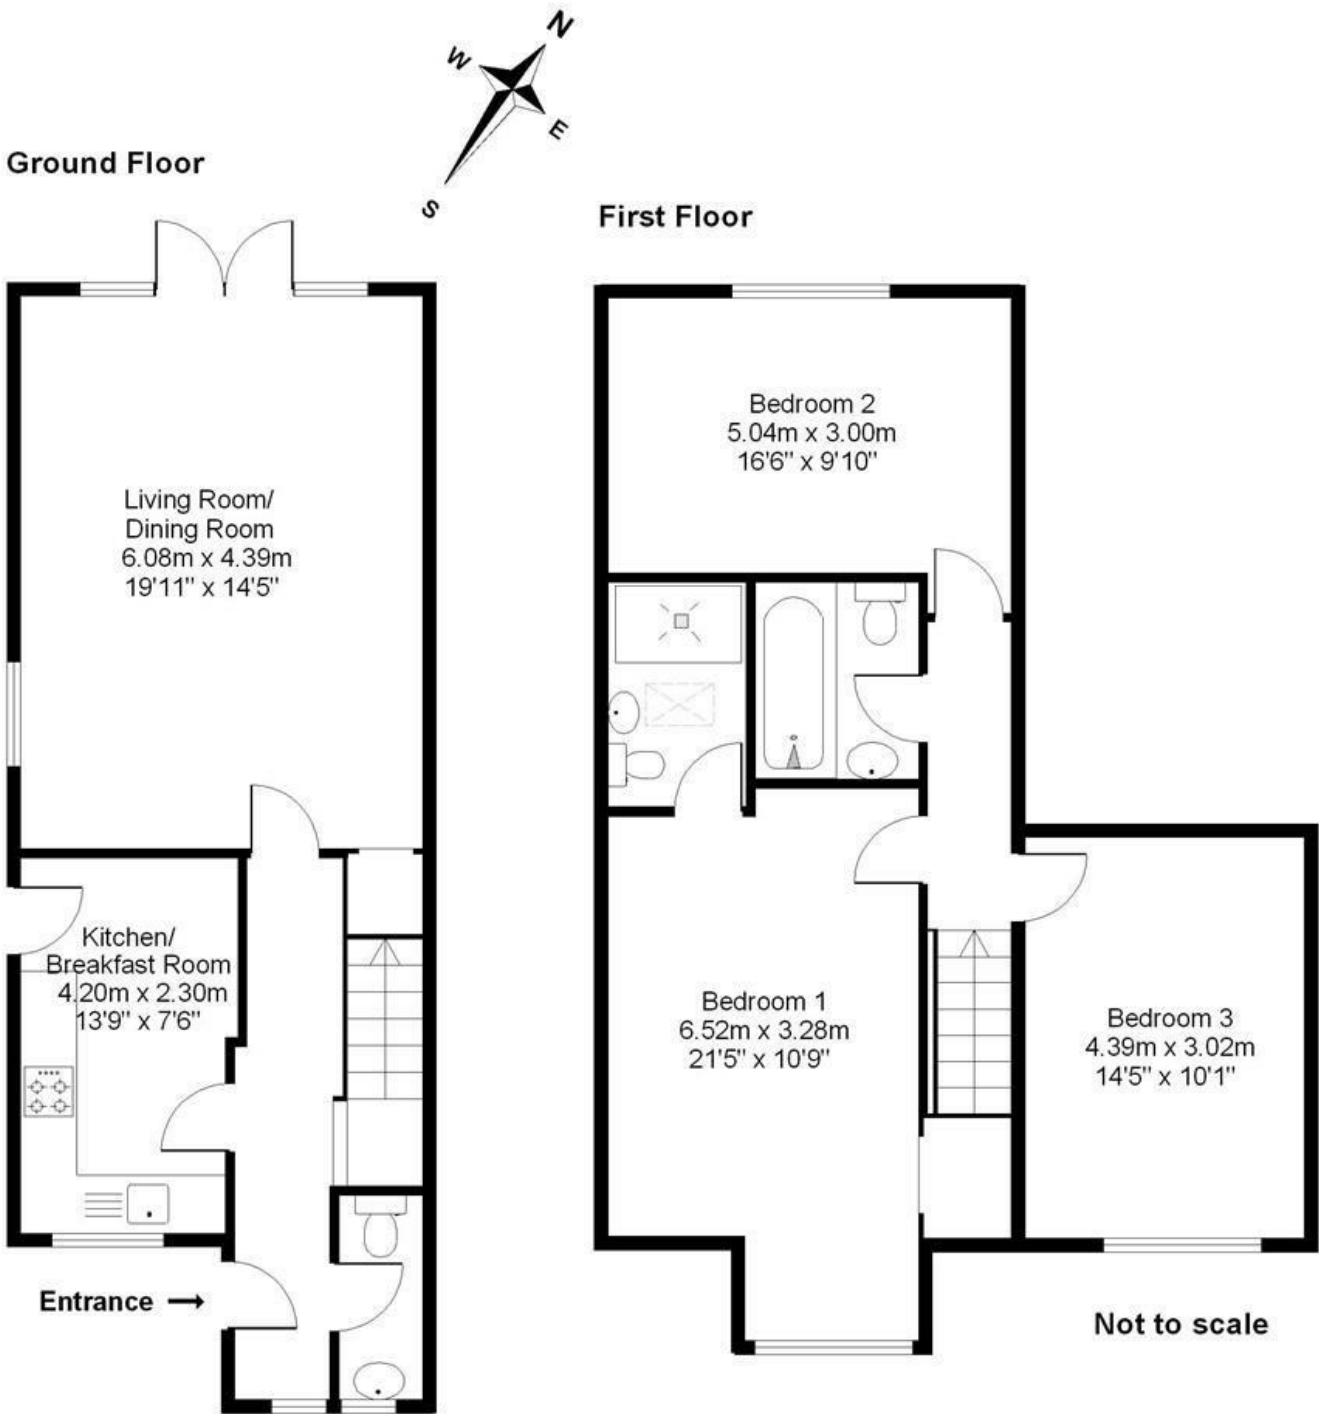 N
W
E
S
Ground Floor
First Floor
Living Room/
Dining Room
6.08m x 4.39m
19'11" x 14'5"
Kitchen/
Breakfast Room
4.20m x 2.30m
13'9" x 7'6"
Entrance →
Bedroom 2
5.04m x 3.00m
16'6" x 9'10"
Bedroom 1
6.52m x 3.28m
21'5" x 10'9"
Bedroom 3
4.39m x 3.02m
14'5" x 10'1"
Not to scale